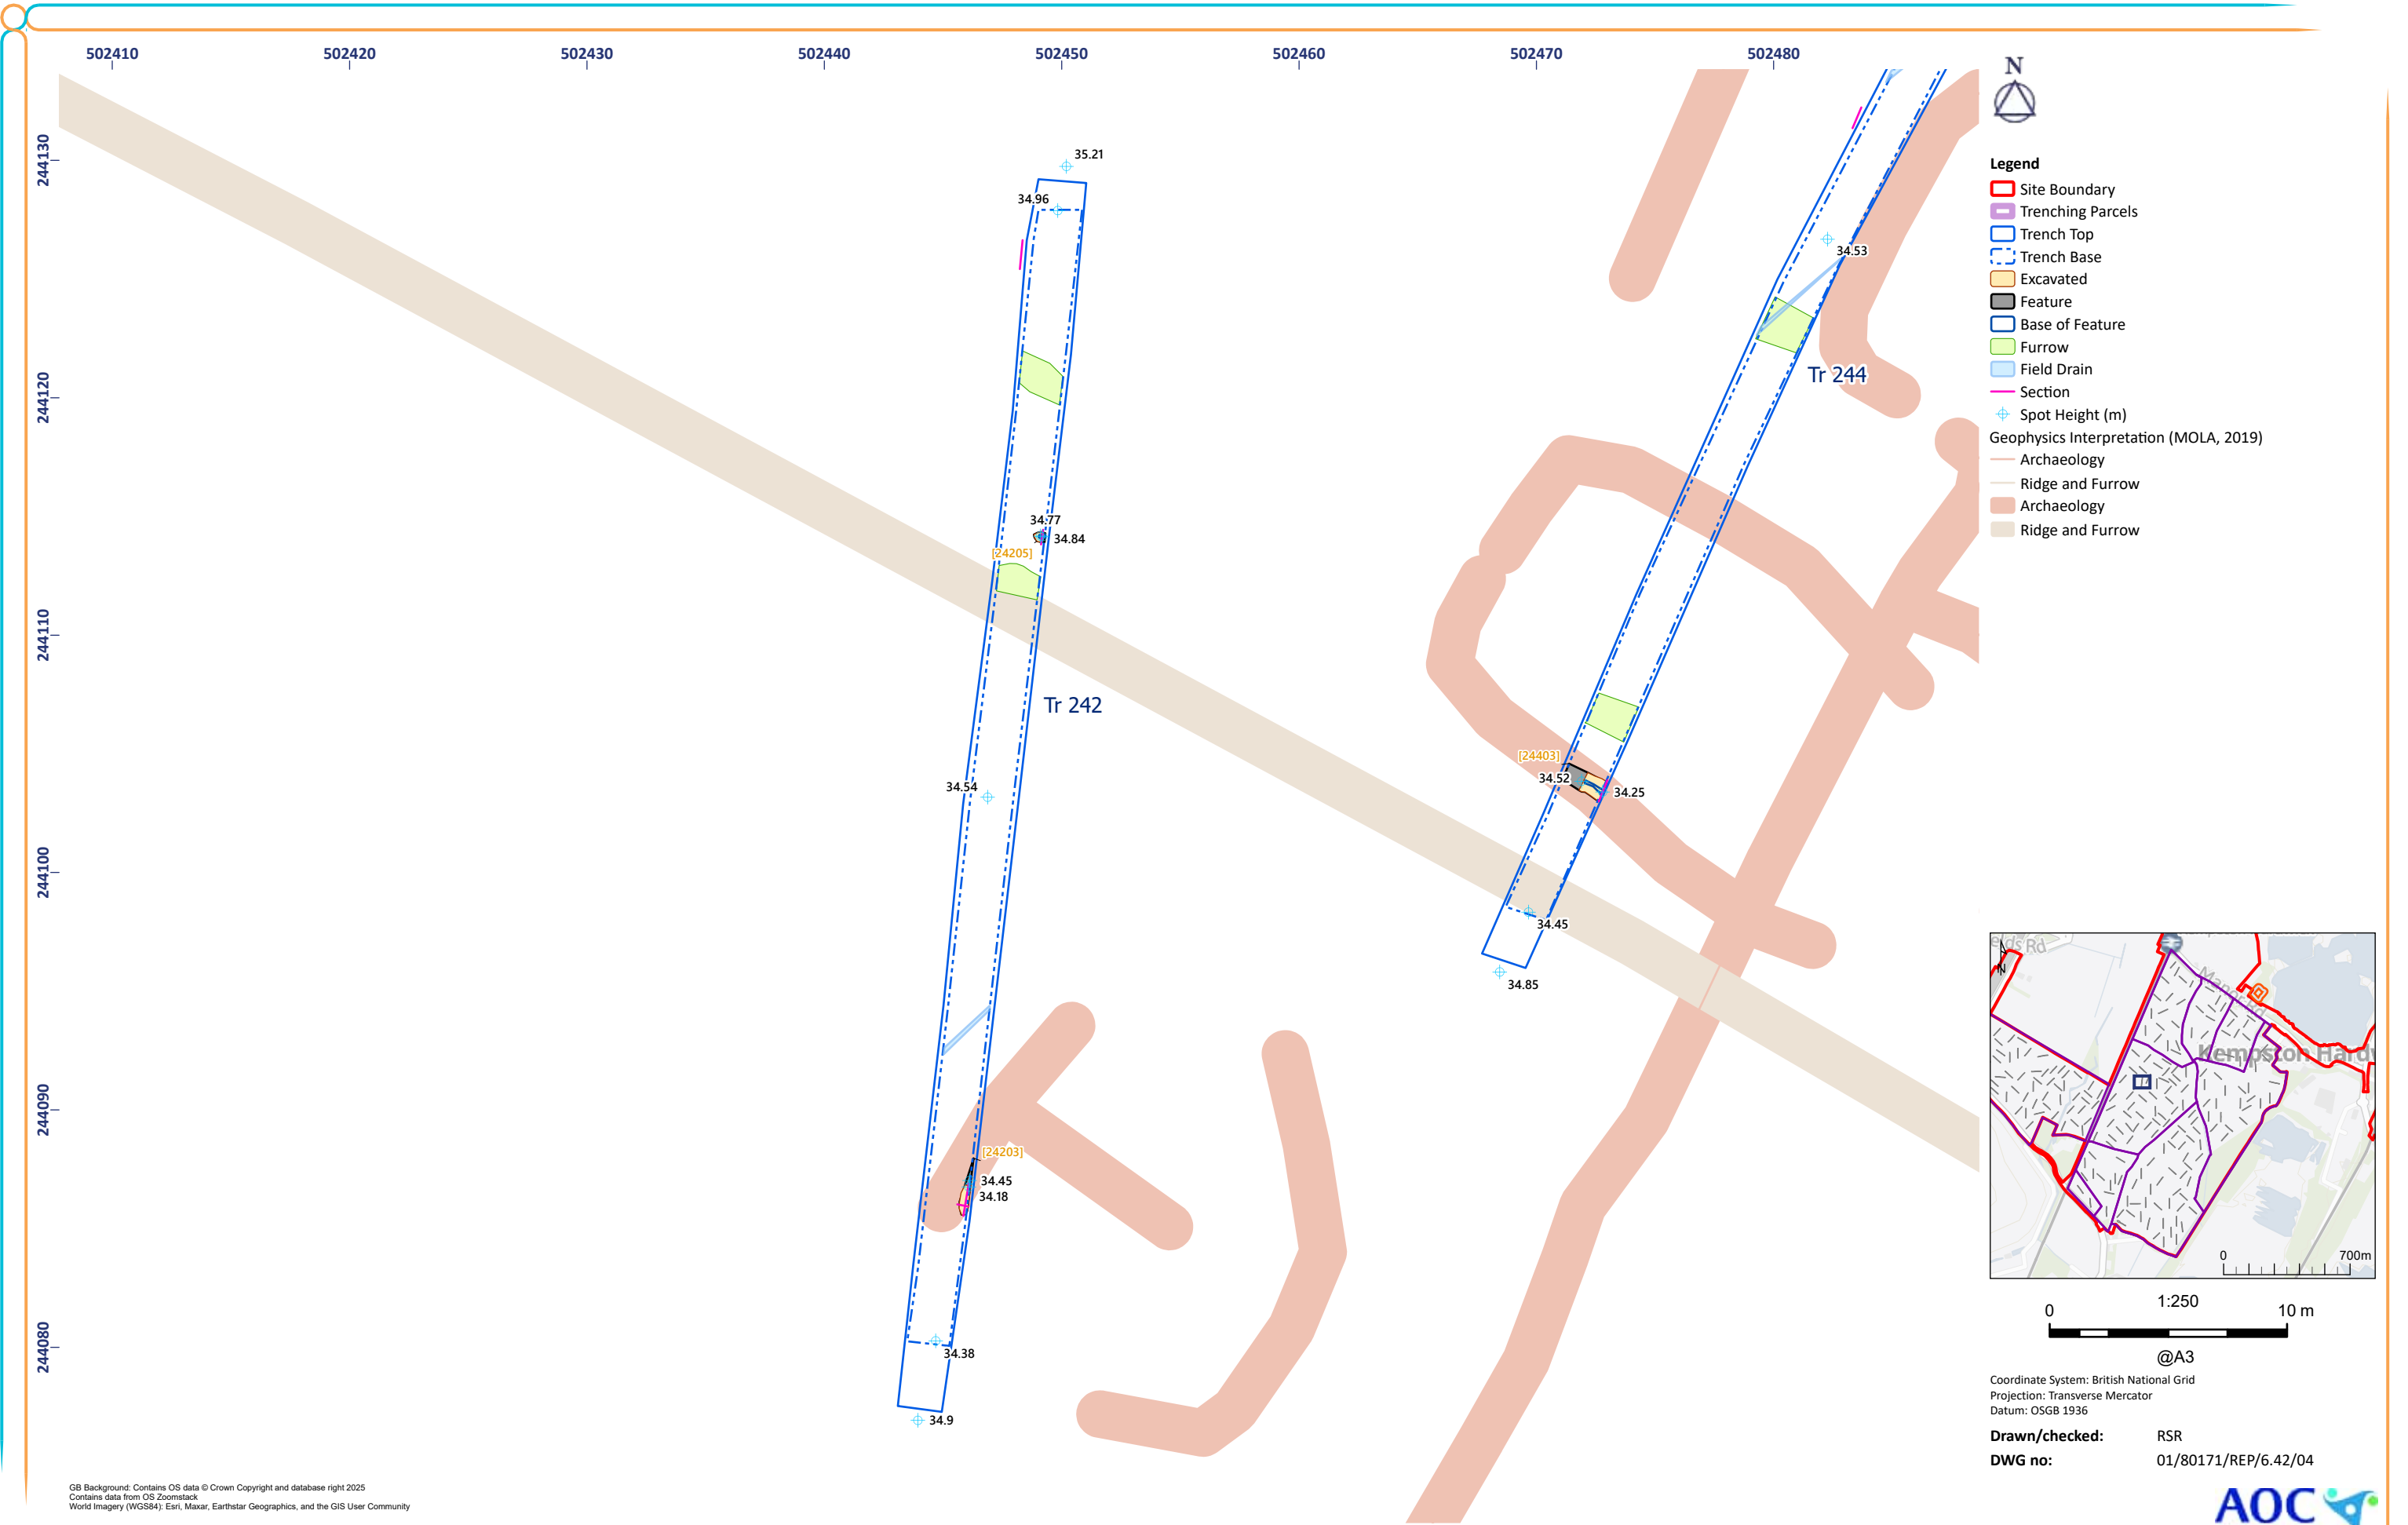 502410 502420 502430 502440 502450 502460 502470 502480
244130
244120
244110
244100
244090
244080
35.21
34.96
34.77
34.84
[24205]
Tr 242
34.54
[24203]
34.45
34.18
34.38
34.9
34.53
Tr 244
[24403]
34.52
34.25
34.45
34.85
N
Legend
Site Boundary
Trenching Parcels
Trench Top
Trench Base
Excavated
Feature
Base of Feature
Furrow
Field Drain
Section
Spot Height (m)
Geophysics Interpretation (MOLA, 2019)
Archaeology
Ridge and Furrow
Archaeology
Ridge and Furrow
Rd
N
Kempston Hardw
0 700m
1:250
0 10 m
@A3
Coordinate System: British National Grid
Projection: Transverse Mercator
Datum: OSGB 1936
Drawn/checked: RSR
DWG no: 01/80171/REP/6.42/04
GB Background: Contains OS data © Crown Copyright and database right 2025
Contains data from OS Zoomstack
World Imagery (WGS84): Esri, Maxar, Earthstar Geographics, and the GIS User Community
AOC